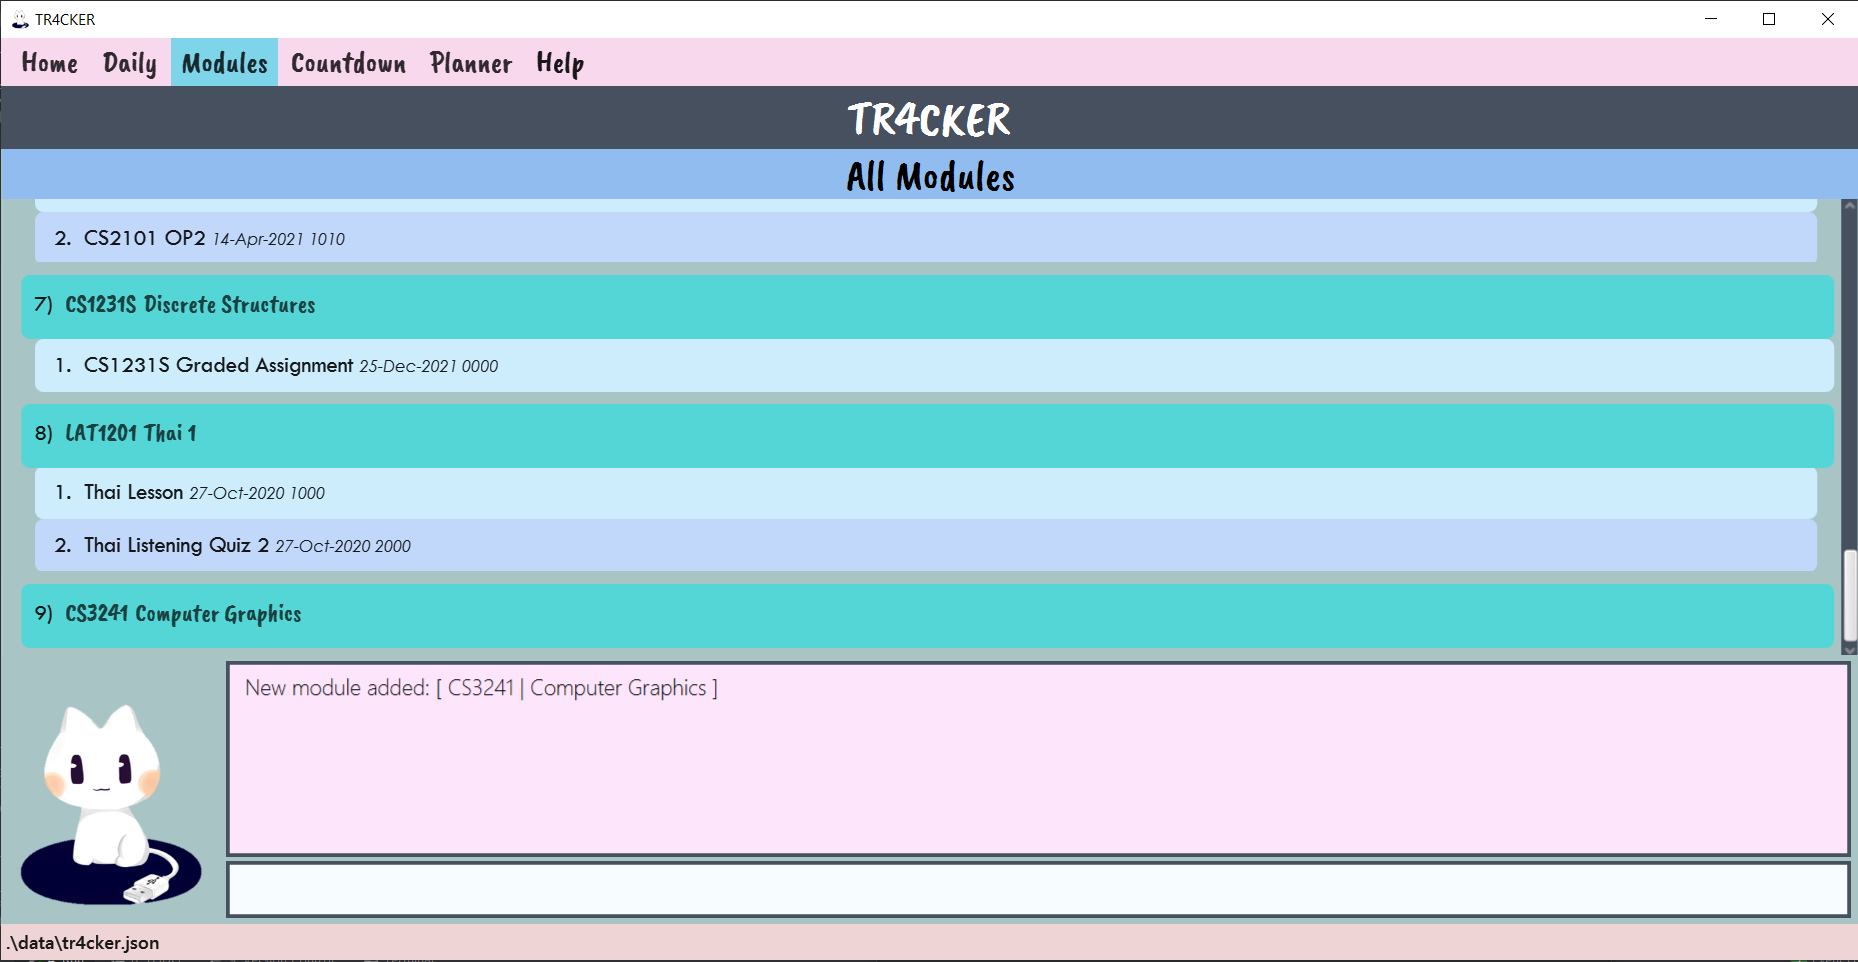 TR4CKER
Home Daily Modules Countdown Planner Help
TR4CKER
All Modules
2. CS2101 OP2 14-Apr-2021 1010
7) CS1231S Discrete Structures
1. CS1231S Graded Assignment 25-Dec-2021 0000
8) LAT1201 Thai 1
1. Thai Lesson 27-Oct-2020 1000
2. Thai Listening Quiz 2 27-Oct-2020 2000
9) CS3241 Computer Graphics
New module added: [ CS3241 | Computer Graphics ]
.\data\tr4cker.json